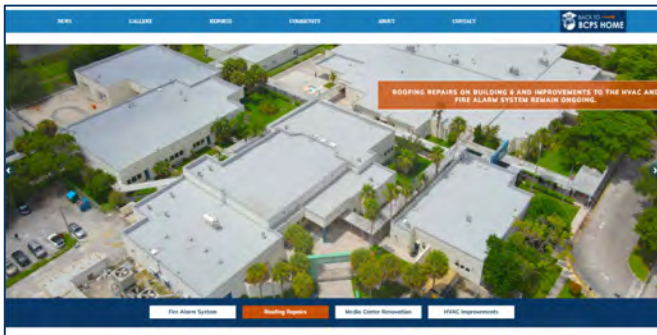 NEWS
GALLERY
REPORTS
COMMUNITY
ABOUT
CONTACT
BACK TO
BCPS HOME
ROOFING REPAIRS ON BUILDING 6 AND IMPROVEMENTS TO THE HVAC AND
FIRE ALARM SYSTEM REMAIN ONGOING.
Fire Alarm System
Roofing Repairs
Media Center Renovation
HVAC Improvements